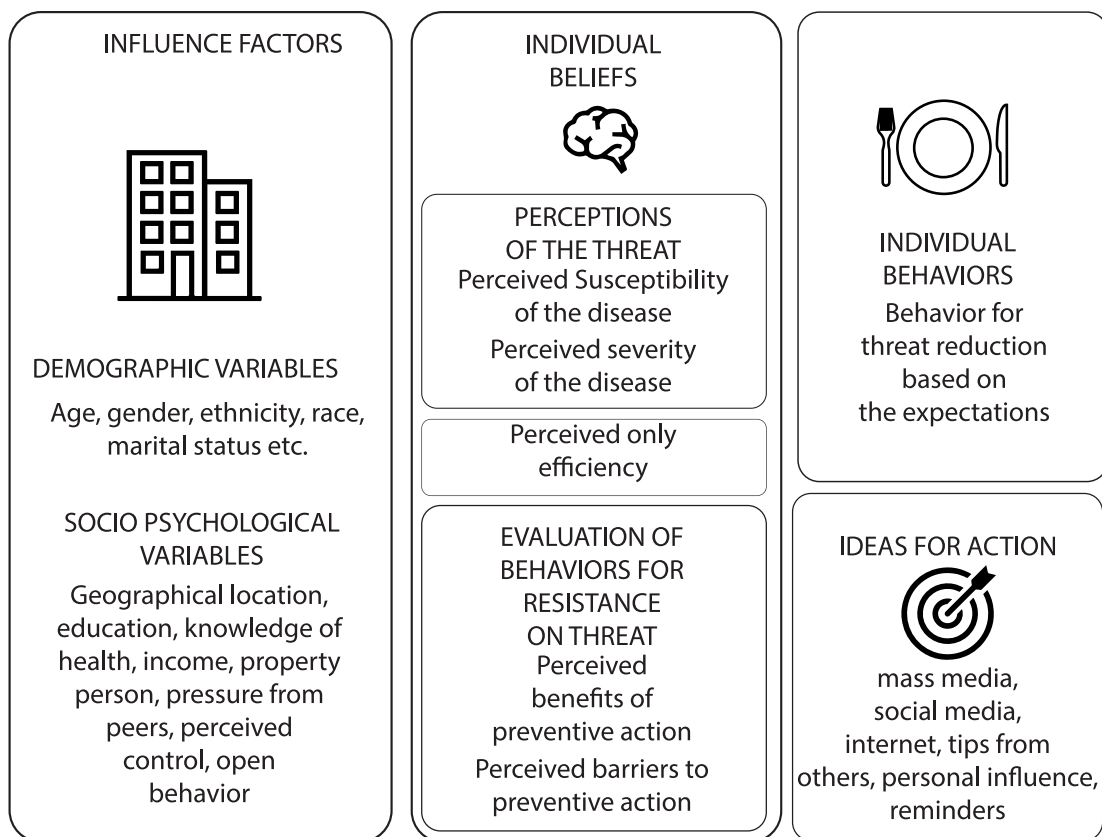 INFLUENCE FACTORS
DEMOGRAPHIC VARIABLES
Age, gender, ethnicity, race,
marital status etc.
SOCIO PSYCHOLOGICAL
VARIABLES
Geographical location,
education, knowledge of
health, income, property
person, pressure from
peers, perceived
control, open
behavior
INDIVIDUAL
BELIEFS
PERCEPTIONS
OF THE THREAT
Perceived Susceptibility
of the disease
Perceived severity
of the disease
Perceived only
efficiency
EVALUATION OF
BEHAVIORS FOR
RESISTANCE
ON THREAT
Perceived
benefits of
preventive action
Perceived barriers to
preventive action
INDIVIDUAL
BEHAVIORS
Behavior for
threat reduction
based on
the expectations
IDEAS FOR ACTION
mass media,
social media,
internet, tips from
others, personal influence,
reminders